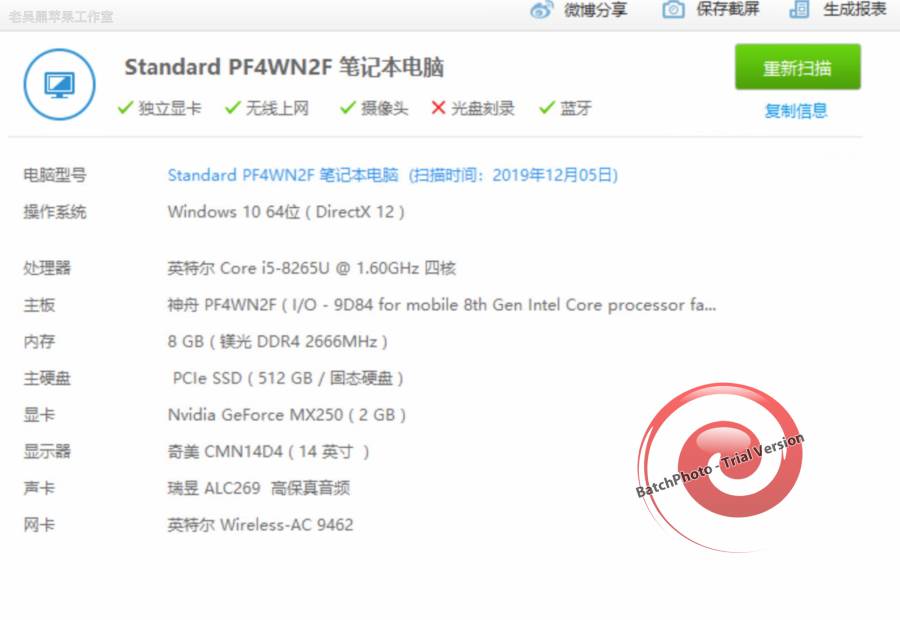 老吴黑苹果工作室
微博分享 保存截屏 生成报表
Standard PF4WN2F 笔记本电脑
重新扫描
独立显卡 无线上网 摄像头 光盘刻录 蓝牙
复制信息
电脑型号 Standard PF4WN2F 笔记本电脑 (扫描时间：2019年12月05日)
操作系统 Windows 10 64位 ( DirectX 12 )
处理器 英特尔 Core i5-8265U @ 1.60GHz 四核
主板 神舟 PF4WN2F ( I/O - 9D84 for mobile 8th Gen Intel Core processor fa...
内存 8 GB ( 镁光 DDR4 2666MHz )
主硬盘 PCIe SSD ( 512 GB / 固态硬盘 )
显卡 Nvidia GeForce MX250 ( 2 GB )
显示器 奇美 CMN14D4 ( 14 英寸 )
声卡 瑞昱 ALC269 高保真音频
网卡 英特尔 Wireless-AC 9462
BatchPhoto - Trial Version